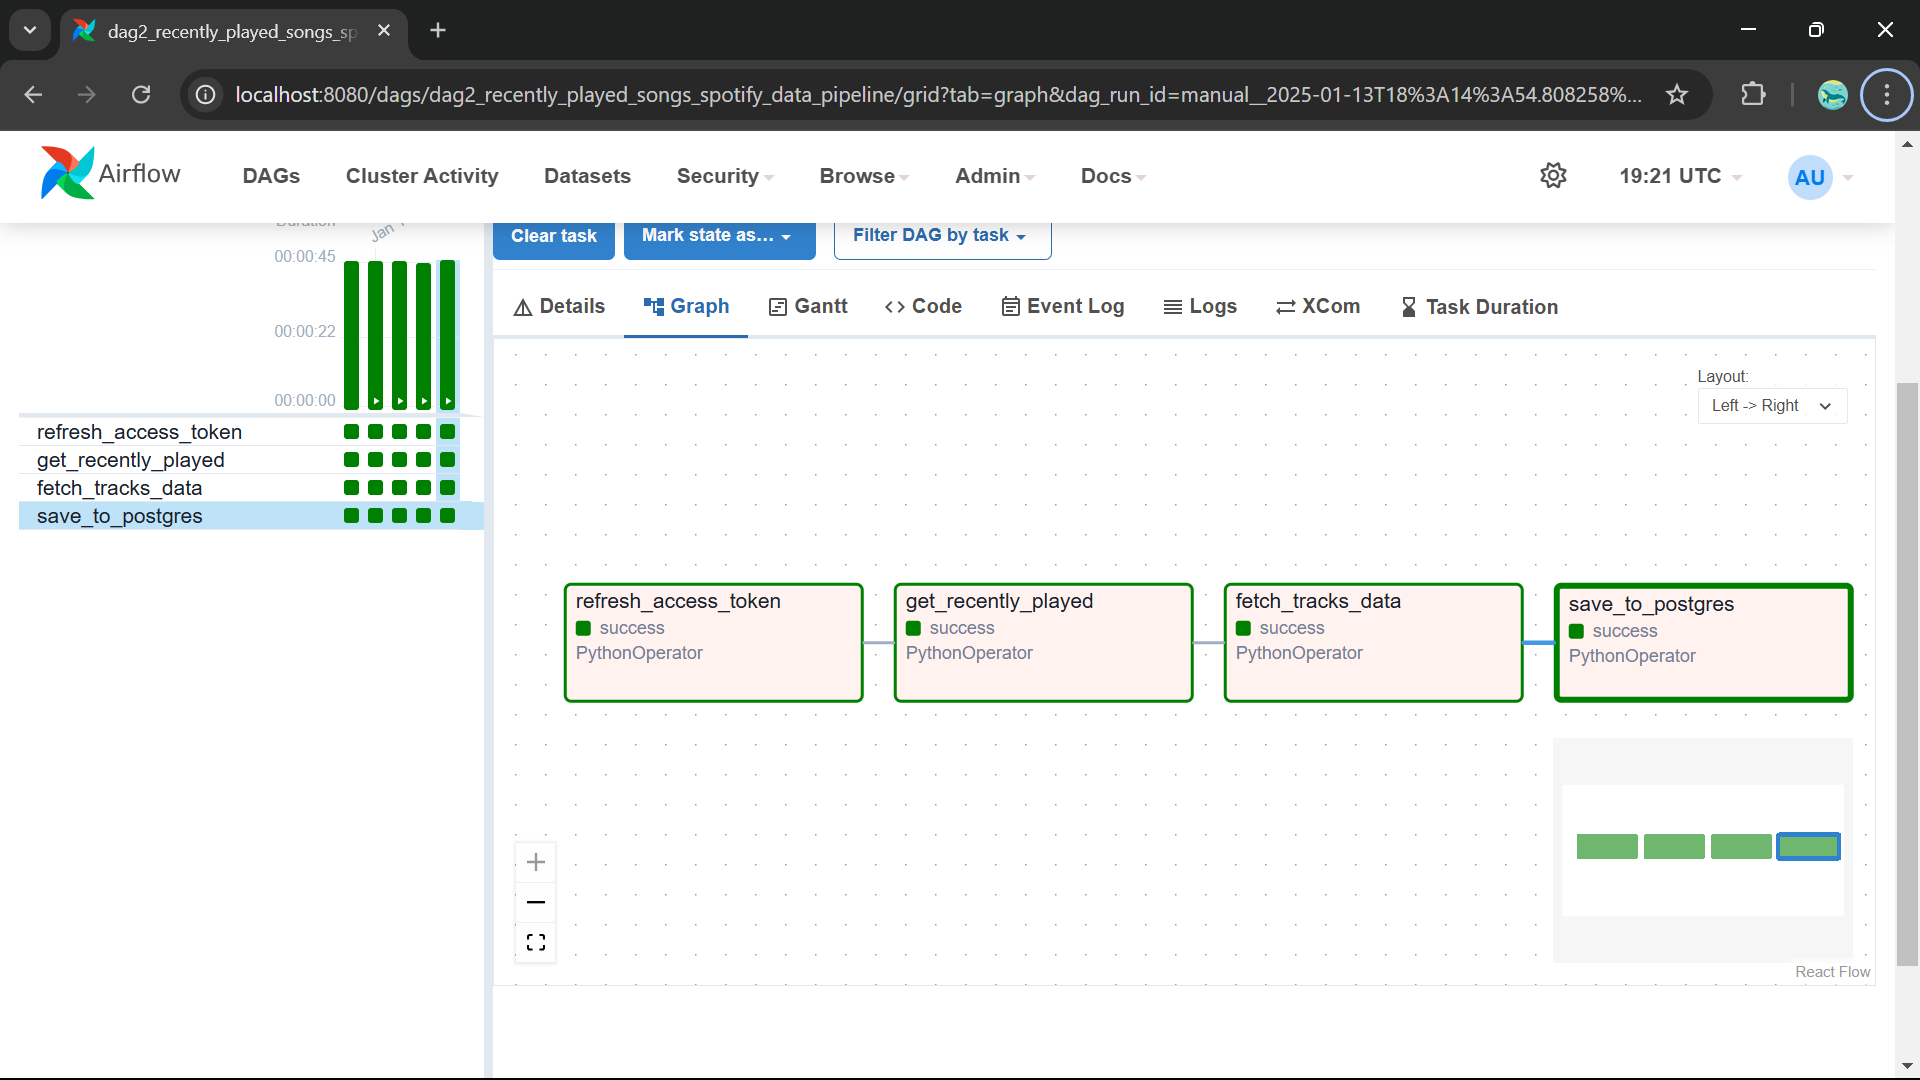 dag2_recently_played_songs_sp
localhost:8080/dags/dag2_recently_played_songs_spotify_data_pipeline/grid?tab=graph&dag_run_id=manual__2025-01-13T18%3A14%3A54.808258%...
Airflow
DAGs
Cluster Activity
Datasets
Security
Browse
Admin
Docs
19:21 UTC
AU
Duration
Jan
00:00:45
00:00:22
00:00:00
refresh_access_token
get_recently_played
fetch_tracks_data
save_to_postgres
Clear task
Mark state as...
Filter DAG by task
Details
Graph
Gantt
Code
Event Log
Logs
XCom
Task Duration
Layout:
Left -> Right
refresh_access_token
success
PythonOperator
get_recently_played
success
PythonOperator
fetch_tracks_data
success
PythonOperator
save_to_postgres
success
PythonOperator
React Flow